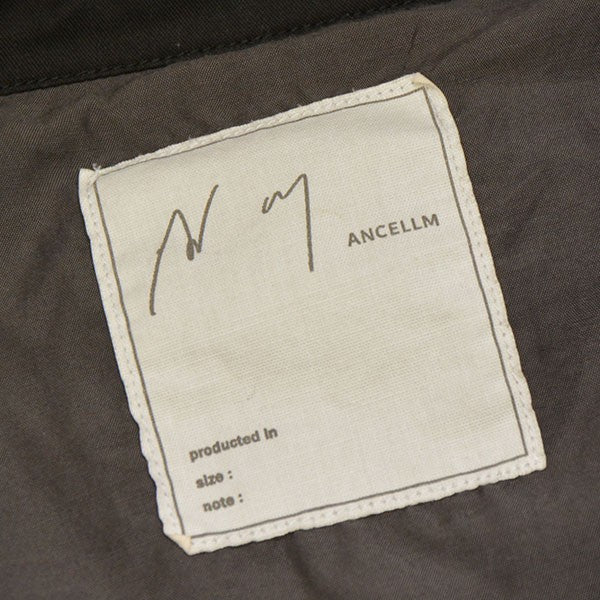 ANCELLM
producted in
size :
note :